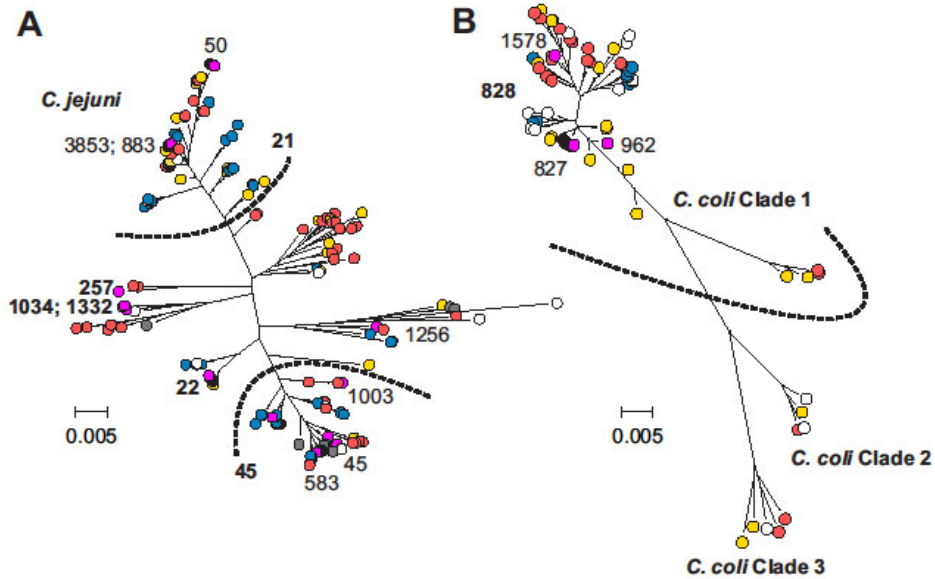 A
50
C. jejuni
3853; 883
21
257
1034; 1332
1256
22
1003
0.005
45
45
583
B
1578
828
827
962
C. coli Clade 1
0.005
C. coli Clade 2
C. coli Clade 3